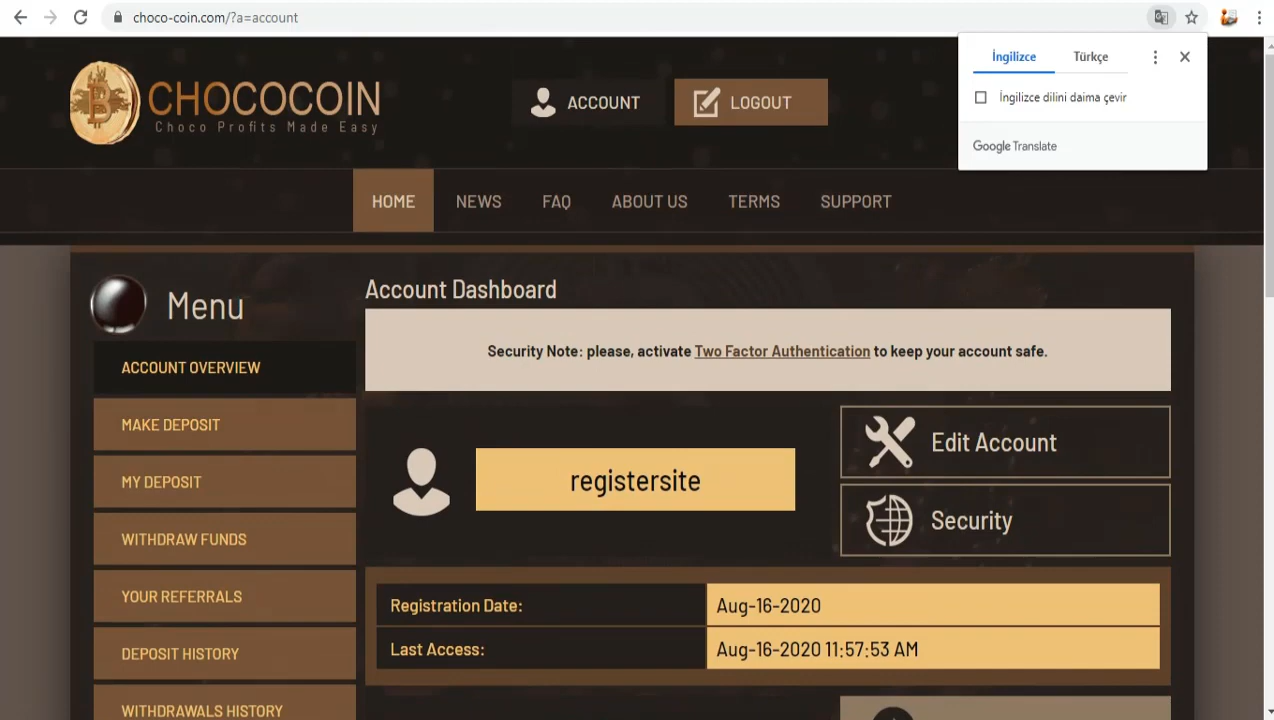 choco-coin.com/?a=account
İngilizce Türkçe
İngilizce dilini daima çevir
Google Translate
CHOCOCOIN
Choco Profits Made Easy
ACCOUNT
LOGOUT
HOME NEWS FAQ ABOUT US TERMS SUPPORT
Menu
ACCOUNT OVERVIEW
MAKE DEPOSIT
MY DEPOSIT
WITHDRAW FUNDS
YOUR REFERRALS
DEPOSIT HISTORY
WITHDRAWALS HISTORY
Account Dashboard
Security Note: please, activate Two Factor Authentication to keep your account safe.
registersite
Edit Account
Security
Registration Date: Aug-16-2020
Last Access: Aug-16-2020 11:57:53 AM